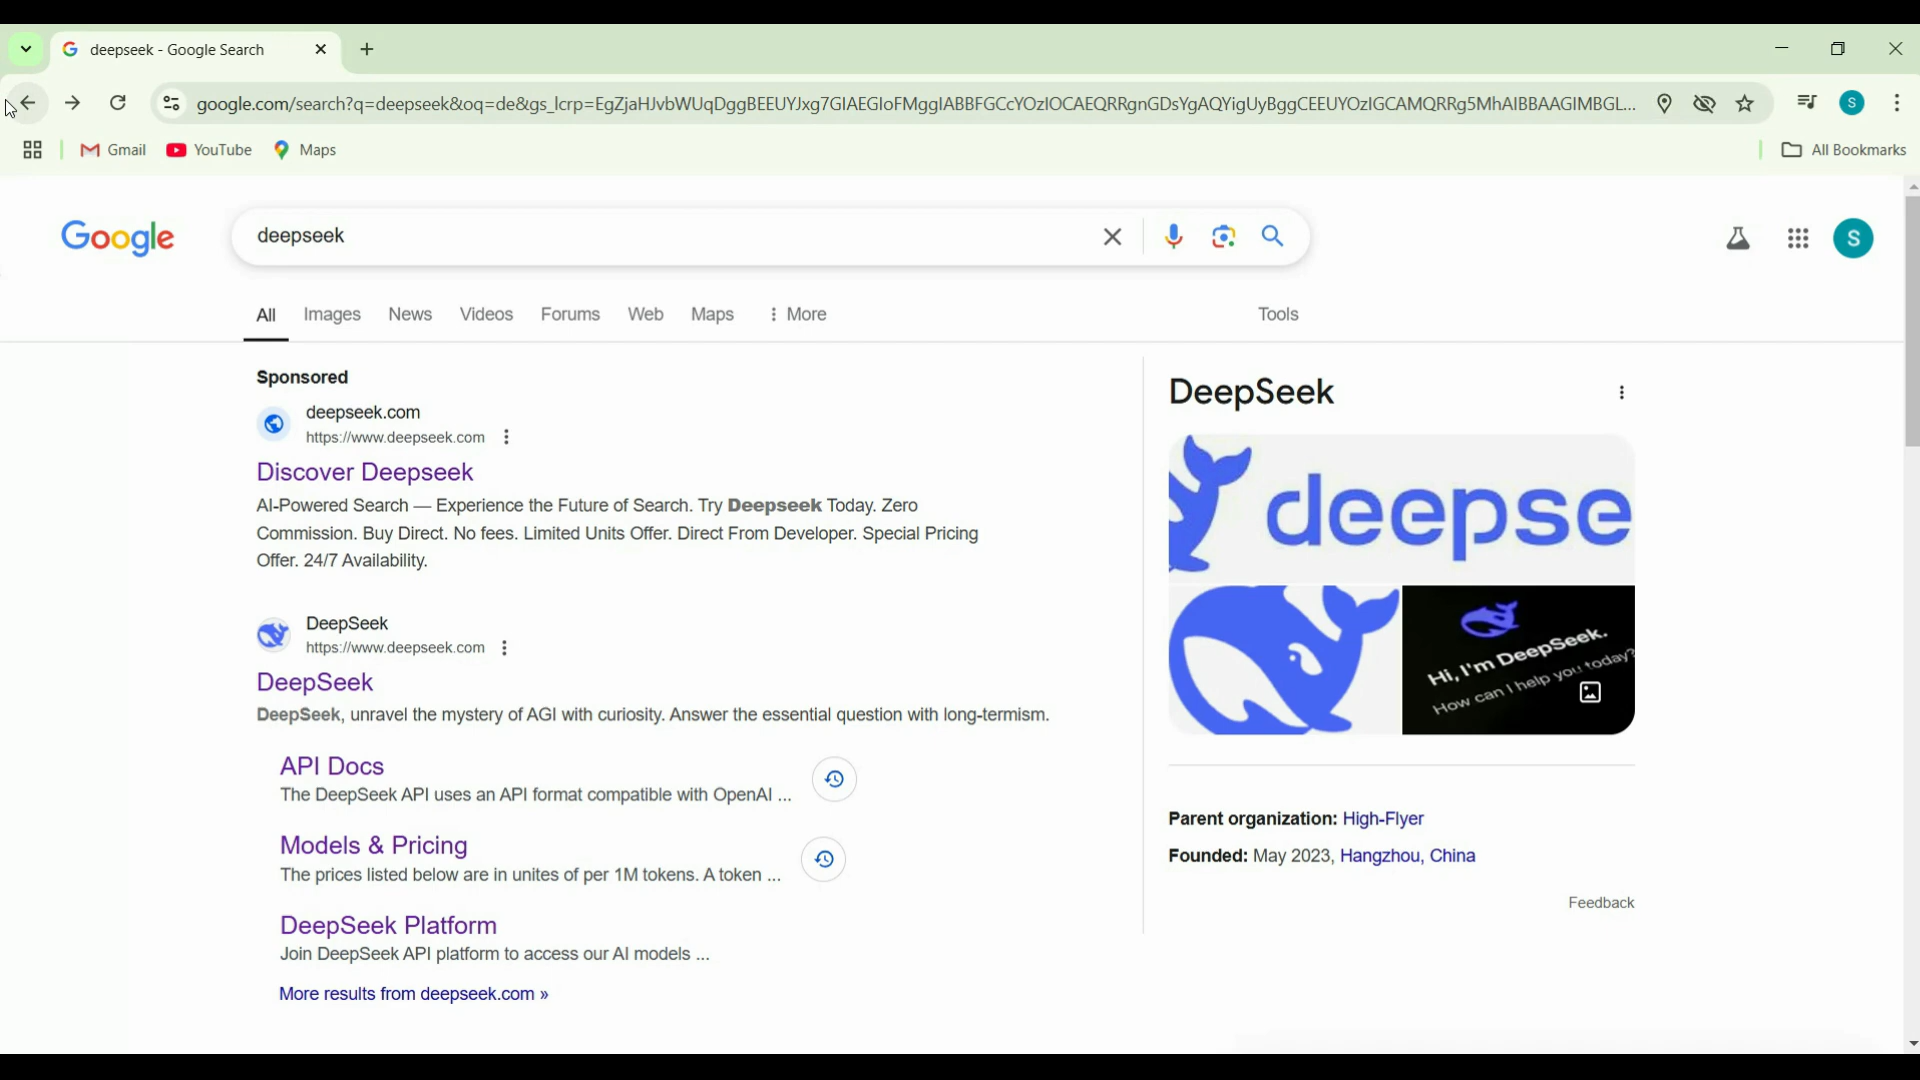 deepseek - Google Search
google.com/search?q=deepseek&oq=de&gs_lcrp=EgZjaHJvbWUqDggBEEUYJxg7GIAEGIoFMggIABBFGCcYOzIOCAEQRRgnGDsYgAQYigUyBggCEEUYOzIGCAMQRRg5MhAIBBAAGIMBGL...
S
Gmail
YouTube
Maps
All Bookmarks
Google
deepseek
S
All
Images
News
Videos
Forums
Web
Maps
More
Tools
Sponsored
deepseek.com
https://www.deepseek.com
Discover Deepseek
AI-Powered Search — Experience the Future of Search. Try Deepseek Today. Zero
Commission. Buy Direct. No fees. Limited Units Offer. Direct From Developer. Special Pricing
Offer. 24/7 Availability.
DeepSeek
https://www.deepseek.com
DeepSeek
DeepSeek, unravel the mystery of AGI with curiosity. Answer the essential question with long-termism.
API Docs
The DeepSeek API uses an API format compatible with OpenAI ...
Models & Pricing
The prices listed below are in unites of per 1M tokens. A token ...
DeepSeek Platform
Join DeepSeek API platform to access our AI models ...
More results from deepseek.com »
DeepSeek
deepse
Hi, I'm DeepSeek.
How can I help you today?
Parent organization: High-Flyer
Founded: May 2023, Hangzhou, China
Feedback